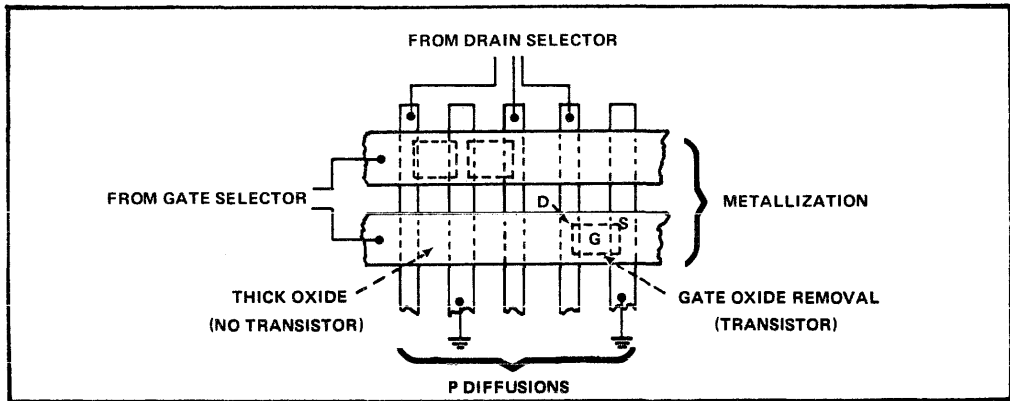 FROM DRAIN SELECTOR
FROM GATE SELECTOR
METALLIZATION
D
S
G
THICK OXIDE
(NO TRANSISTOR)
GATE OXIDE REMOVAL
(TRANSISTOR)
P DIFFUSIONS